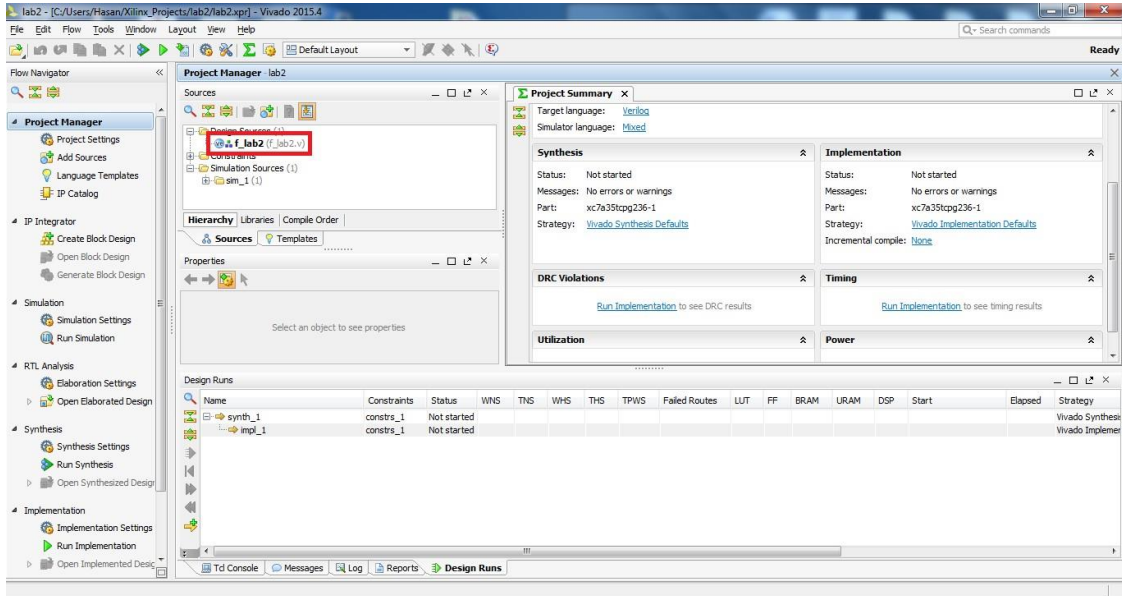 lab2 - [C:/Users/Hasan/Xilinx_Projects/lab2/lab2.xpr] - Vivado 2015.4
File Edit Flow Tools Window Layout View Help
Search commands
Default Layout
Ready
Flow Navigator
Project Manager
Project Settings
Add Sources
Language Templates
IP Catalog
IP Integrator
Create Block Design
Open Block Design
Generate Block Design
Simulation
Simulation Settings
Run Simulation
RTL Analysis
Elaboration Settings
Open Elaborated Design
Synthesis
Synthesis Settings
Run Synthesis
Open Synthesized Desigr
Implementation
Implementation Settings
Run Implementation
Open Implemented Desig
Project Manager - lab2
Sources
Design Sources (1)
f_lab2 (f_lab2.v)
Constraints
Simulation Sources (1)
sim_1 (1)
Hierarchy Libraries Compile Order
Sources Templates
Properties
Select an object to see properties
Project Summary
Target language: Verilog
Simulator language: Mixed
Synthesis
Status: Not started
Messages: No errors or warnings
Part: xc7a35tcpg236-1
Strategy: Vivado Synthesis Defaults
Implementation
Status: Not started
Messages: No errors or warnings
Part: xc7a35tcpg236-1
Strategy: Vivado Implementation Defaults
Incremental compile: None
DRC Violations
Run Implementation to see DRC results
Timing
Run Implementation to see timing results
Utilization
Power
Design Runs
Name Constraints Status WNS TNS WHS THS TPWS Failed Routes LUT FF BRAM URAM DSP Start Elapsed Strategy
synth_1 constrs_1 Not started Vivado Synthesi
impl_1 constrs_1 Not started Vivado Implemen
Tcl Console Messages Log Reports Design Runs